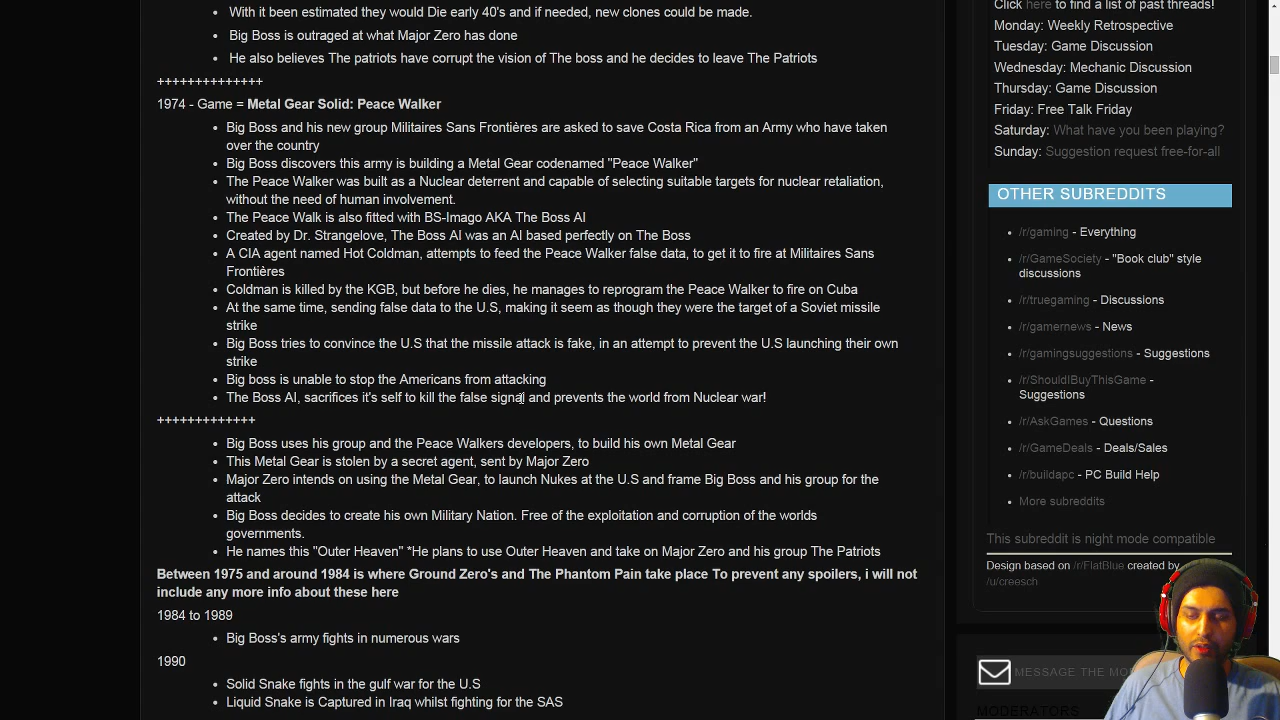 With it been estimated they would Die early 40's and if needed, new clones could be made.
Big Boss is outraged at what Major Zero has done
He also believes The patriots have corrupt the vision of The boss and he decides to leave The Patriots
++++++++++++++
1974 - Game = Metal Gear Solid: Peace Walker
Big Boss and his new group Militaires Sans Frontières are asked to save Costa Rica from an Army who have taken
over the country
Big Boss discovers this army is building a Metal Gear codenamed "Peace Walker"
The Peace Walker was built as a Nuclear deterrent and capable of selecting suitable targets for nuclear retaliation,
without the need of human involvement.
The Peace Walk is also fitted with BS-Imago AKA The Boss AI
Created by Dr. Strangelove, The Boss AI was an AI based perfectly on The Boss
A CIA agent named Hot Coldman, attempts to feed the Peace Walker false data, to get it to fire at Militaires Sans
Frontières
Coldman is killed by the KGB, but before he dies, he manages to reprogram the Peace Walker to fire on Cuba
At the same time, sending false data to the U.S, making it seem as though they were the target of a Soviet missile
strike
Big Boss tries to convince the U.S that the missile attack is fake, in an attempt to prevent the U.S launching their own
strike
Big boss is unable to stop the Americans from attacking
The Boss AI, sacrifices it's self to kill the false signal and prevents the world from Nuclear war!
+++++++++++++
Big Boss uses his group and the Peace Walkers developers, to build his own Metal Gear
This Metal Gear is stolen by a secret agent, sent by Major Zero
Major Zero intends on using the Metal Gear, to launch Nukes at the U.S and frame Big Boss and his group for the
attack
Big Boss decides to create his own Military Nation. Free of the exploitation and corruption of the worlds
governments.
He names this "Outer Heaven" *He plans to use Outer Heaven and take on Major Zero and his group The Patriots
Between 1975 and around 1984 is where Ground Zero's and The Phantom Pain take place To prevent any spoilers, i will not
include any more info about these here
1984 to 1989
Big Boss's army fights in numerous wars
1990
Solid Snake fights in the gulf war for the U.S
Liquid Snake is Captured in Iraq whilst fighting for the SAS
Click here to find a list of past threads!
Monday: Weekly Retrospective
Tuesday: Game Discussion
Wednesday: Mechanic Discussion
Thursday: Game Discussion
Friday: Free Talk Friday
Saturday: What have you been playing?
Sunday: Suggestion request free-for-all
OTHER SUBREDDITS
/r/gaming - Everything
/r/GameSociety - "Book club" style
discussions
/r/truegaming - Discussions
/r/gamernews - News
/r/gamingsuggestions - Suggestions
/r/ShouldIBuyThisGame -
Suggestions
/r/AskGames - Questions
/r/GameDeals - Deals/Sales
/r/buildapc - PC Build Help
More subreddits
This subreddit is night mode compatible
Design based on /r/FlatBlue created by
/u/creesch
MESSAGE THE MO
MODERATORS